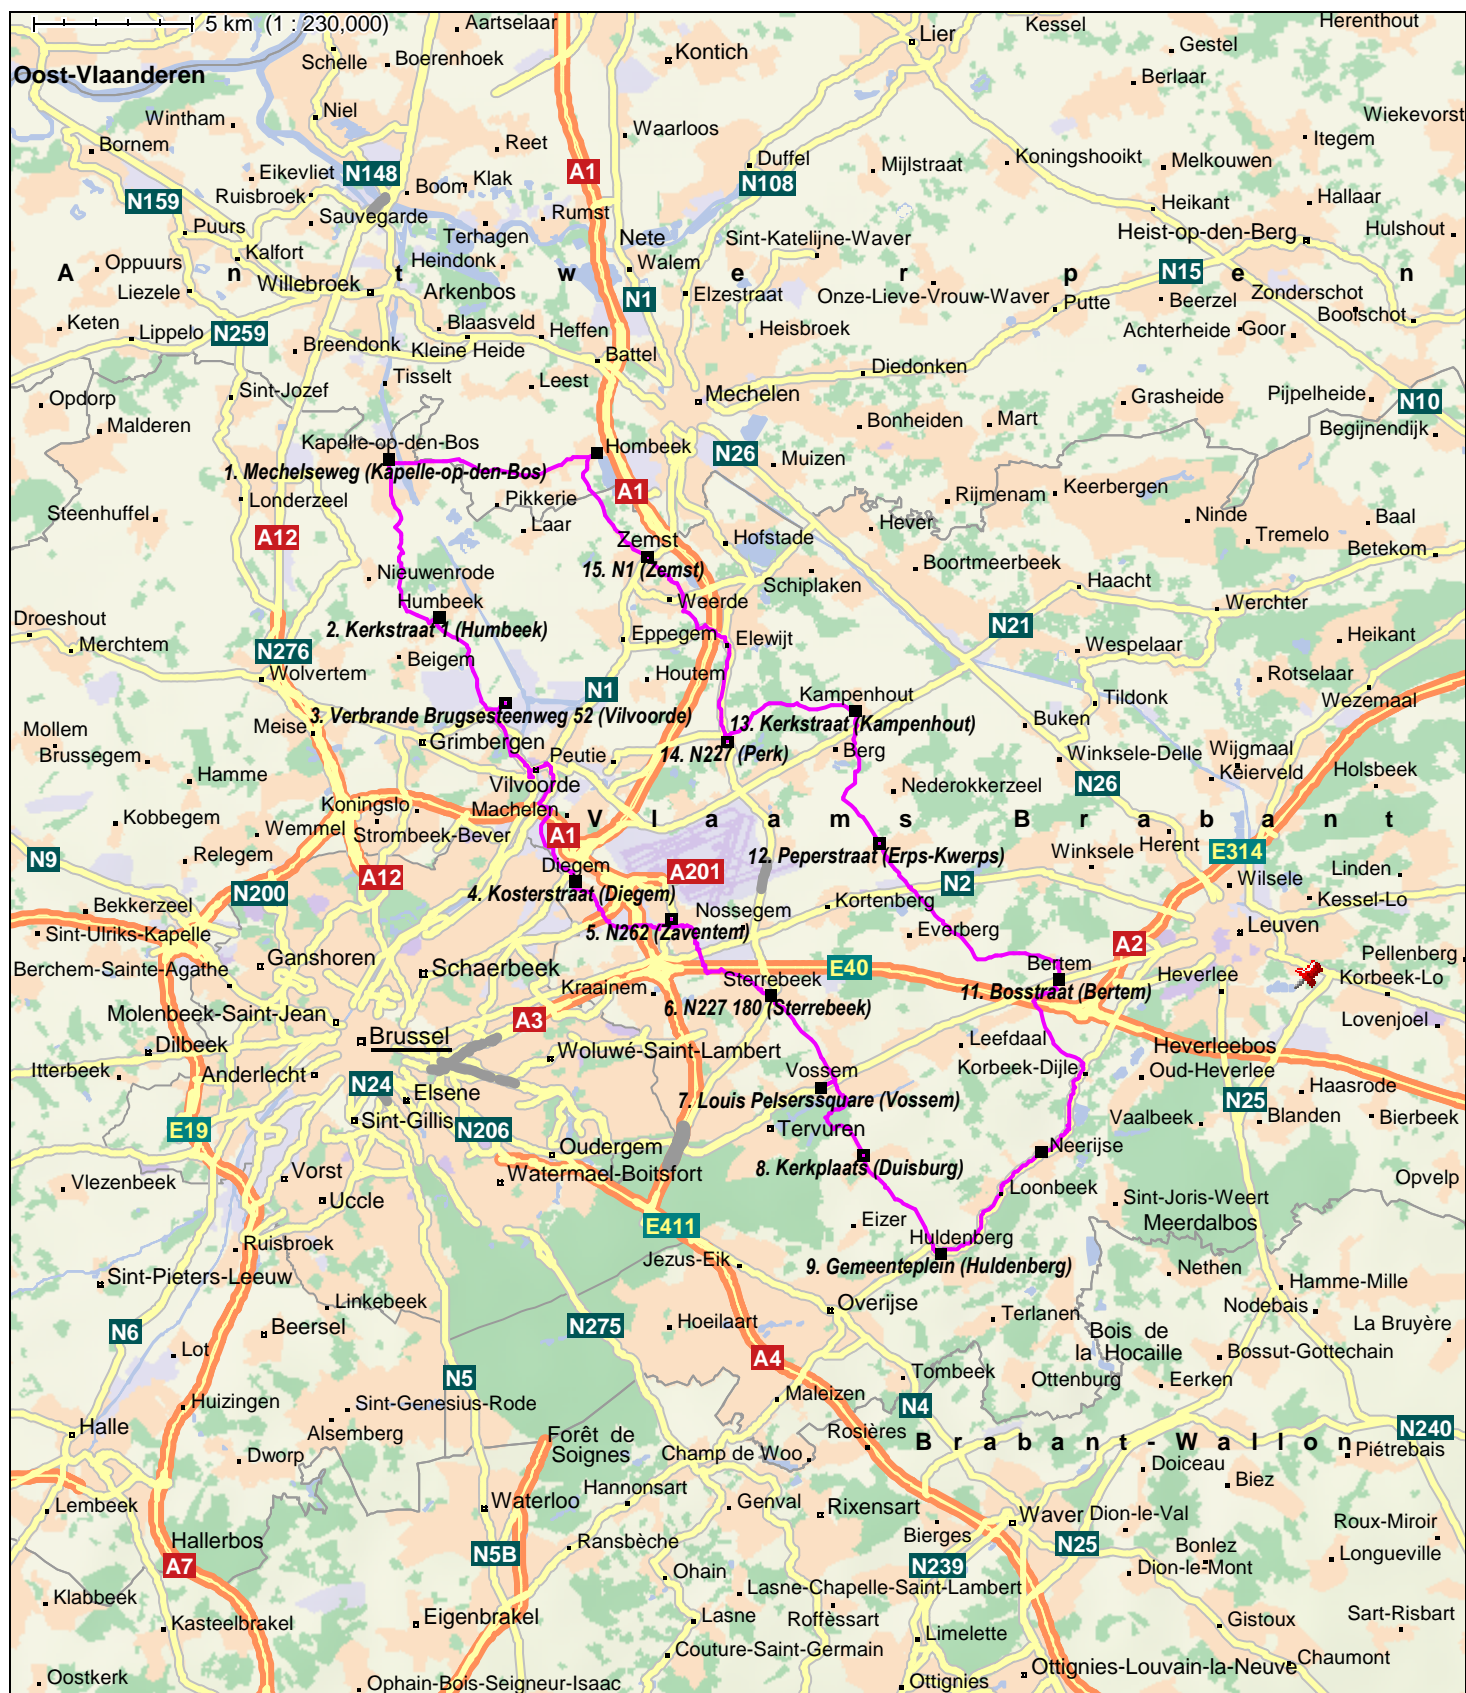 5 km (1 : 230,000)
Aartselaar
Kessel
Herenthout
Schelle
Boerenhoek
Kontich
Lier
Gestel
Oost-Vlaanderen
Berlaar
Wintham
Niel
Waarloos
Wiekevorst
Bornem
Reet
A1
Duffel
Mijlstraat
Koningshooikt
Melkouwen
Itegem
Eikevliet
N148
Boom
Klak
N108
N159
Ruisbroek
Heikant
Hallaar
Puurs
Sauvegarde
Rumst
Terhagen
Nete
Sint-Katelijne-Waver
Heist-op-den-Berg
Hulshout
Kalfort
Heindonk
Walem
Oppuurs
A n t w e r p e n
N15
Liezele
Willebroek
Arkenbos
N1
Elzestraat
Onze-Lieve-Vrouw-Waver
Putte
Beerzel
Zonderschot
Keten
Lippelo
N259
Blaasveld
Heffen
Heisbroek
Achterheide
Goor
Booischot
Breendonk
Kleine Heide
Battel
Tisselt
Leest
Diedonken
Opdorp
Sint-Jozef
Mechelen
Grasheide
Pijpelheide
N10
Malderen
Bonheiden
Mart
Begijnendijk
Kapelle-op-den-Bos
Hombeek
N26
1. Mechelseweg (Kapelle-op-den-Bos)
Muizen
Londerzeel
Pikkerie
A1
Rijmenam
Keerbergen
Steenhuffel
Laar
Hever
Ninde
Baal
A12
Zemst
Hofstade
Tremelo
Betekom
15. N1 (Zemst)
Boortmeerbeek
Nieuwenrode
Schiplaken
Haacht
Humbeek
Weerde
Werchter
Droeshout
2. Kerkstraat 1 (Humbeek)
N21
Merchtem
N276
Eppegem
Elewijt
Wespelaar
Heikant
Beigem
Wolvertem
Houtem
Rotselaar
N1
Kampenhout
Tildonk
Wezemaal
3. Verbrande Brugsesteenweg 52 (Vilvoorde)
13. Kerkstraat (Kampenhout)
Mollem
Meise
Buken
Brussegem
Grimbergen
Peutie
14. N227 (Perk)
Berg
Winksele-Delle
Wijgmaal
Hamme
Vilvoorde
Nederokkerzeel
N26
Keierveld
Holsbeek
Koningslo
Machelen
Kobbegem
Wemmel
Strombeek-Bever
V l a a m s B r a b a n t
A1
Relegem
12. Peperstraat (Erps-Kwerps)
Winksele
Herent
E314
N9
Diegem
A201
N2
Linden
N200
A12
4. Kosterstraat (Diegem)
Wilsele
Bekkerzeel
Nossegem
Kortenberg
Kessel-Lo
Sint-Ulriks-Kapelle
5. N262 (Zaventem)
Everberg
A2
Leuven
Ganshoren
Schaerbeek
E40
Bertem
Pellenberg
Berchem-Sainte-Agathe
Kraainem
Sterrebeek
Heverlee
Korbeek-Lo
6. N227 180 (Sterrebeek)
11. Bosstraat (Bertem)
Molenbeek-Saint-Jean
A3
Lovenjoel
Dilbeek
Brussel
Woluwé-Saint-Lambert
Leefdaal
Heverleebos
Itterbeek
Anderlecht
Vossem
Korbeek-Dijle
Oud-Heverlee
N24
Elsene
Haasrode
7. Louis Pelserssquare (Vossem)
Sint-Gillis
N25
E19
N206
Tervuren
Vaalbeek
Blanden
Bierbeek
Oudergem
8. Kerkplaats (Duisburg)
Neerijse
Vorst
Watermael-Boitsfort
Vlezenbeek
Uccle
Loonbeek
Sint-Joris-Weert
Opvelp
E411
Eizer
Meerdalbos
Ruisbroek
Huldenberg
Jezus-Eik
9. Gemeenteplein (Huldenberg)
Sint-Pieters-Leeuw
Nethen
Hamme-Mille
Linkebeek
Overijse
Nodebais
N6
Beersel
N275
Hoeilaart
Terlanen
La Bruyère
Lot
A4
Bois de
la Hocaille
Bossut-Gottechain
N5
Tombeek
Ottenburg
Eerken
Huizingen
Sint-Genesius-Rode
Maleizen
N4
Halle
Alsemberg
Forêt de
Soignes
Rosières
N240
Dworp
Champ de Woo
B r a b a n t - W a l l o n
Piétrebais
Doiceau
Biez
Lembeek
Hannonsart
Waterloo
Genval
Rixensart
Waver
Dion-le-Val
Roux-Miroir
Hallerbos
Ransbèche
Bierges
N25
Bonlez
Longueville
A7
N5B
N239
Dion-le-Mont
Klabbeek
Ohain
Lasne-Chapelle-Saint-Lambert
Kasteelbrakel
Eigenbrakel
Lasne
Roffèssart
Gistoux
Sart-Risbart
Limelette
Couture-Saint-Germain
Chaumont
Oostkerk
Ophain-Bois-Seigneur-Isaac
Ottignies
Ottignies-Louvain-la-Neuve